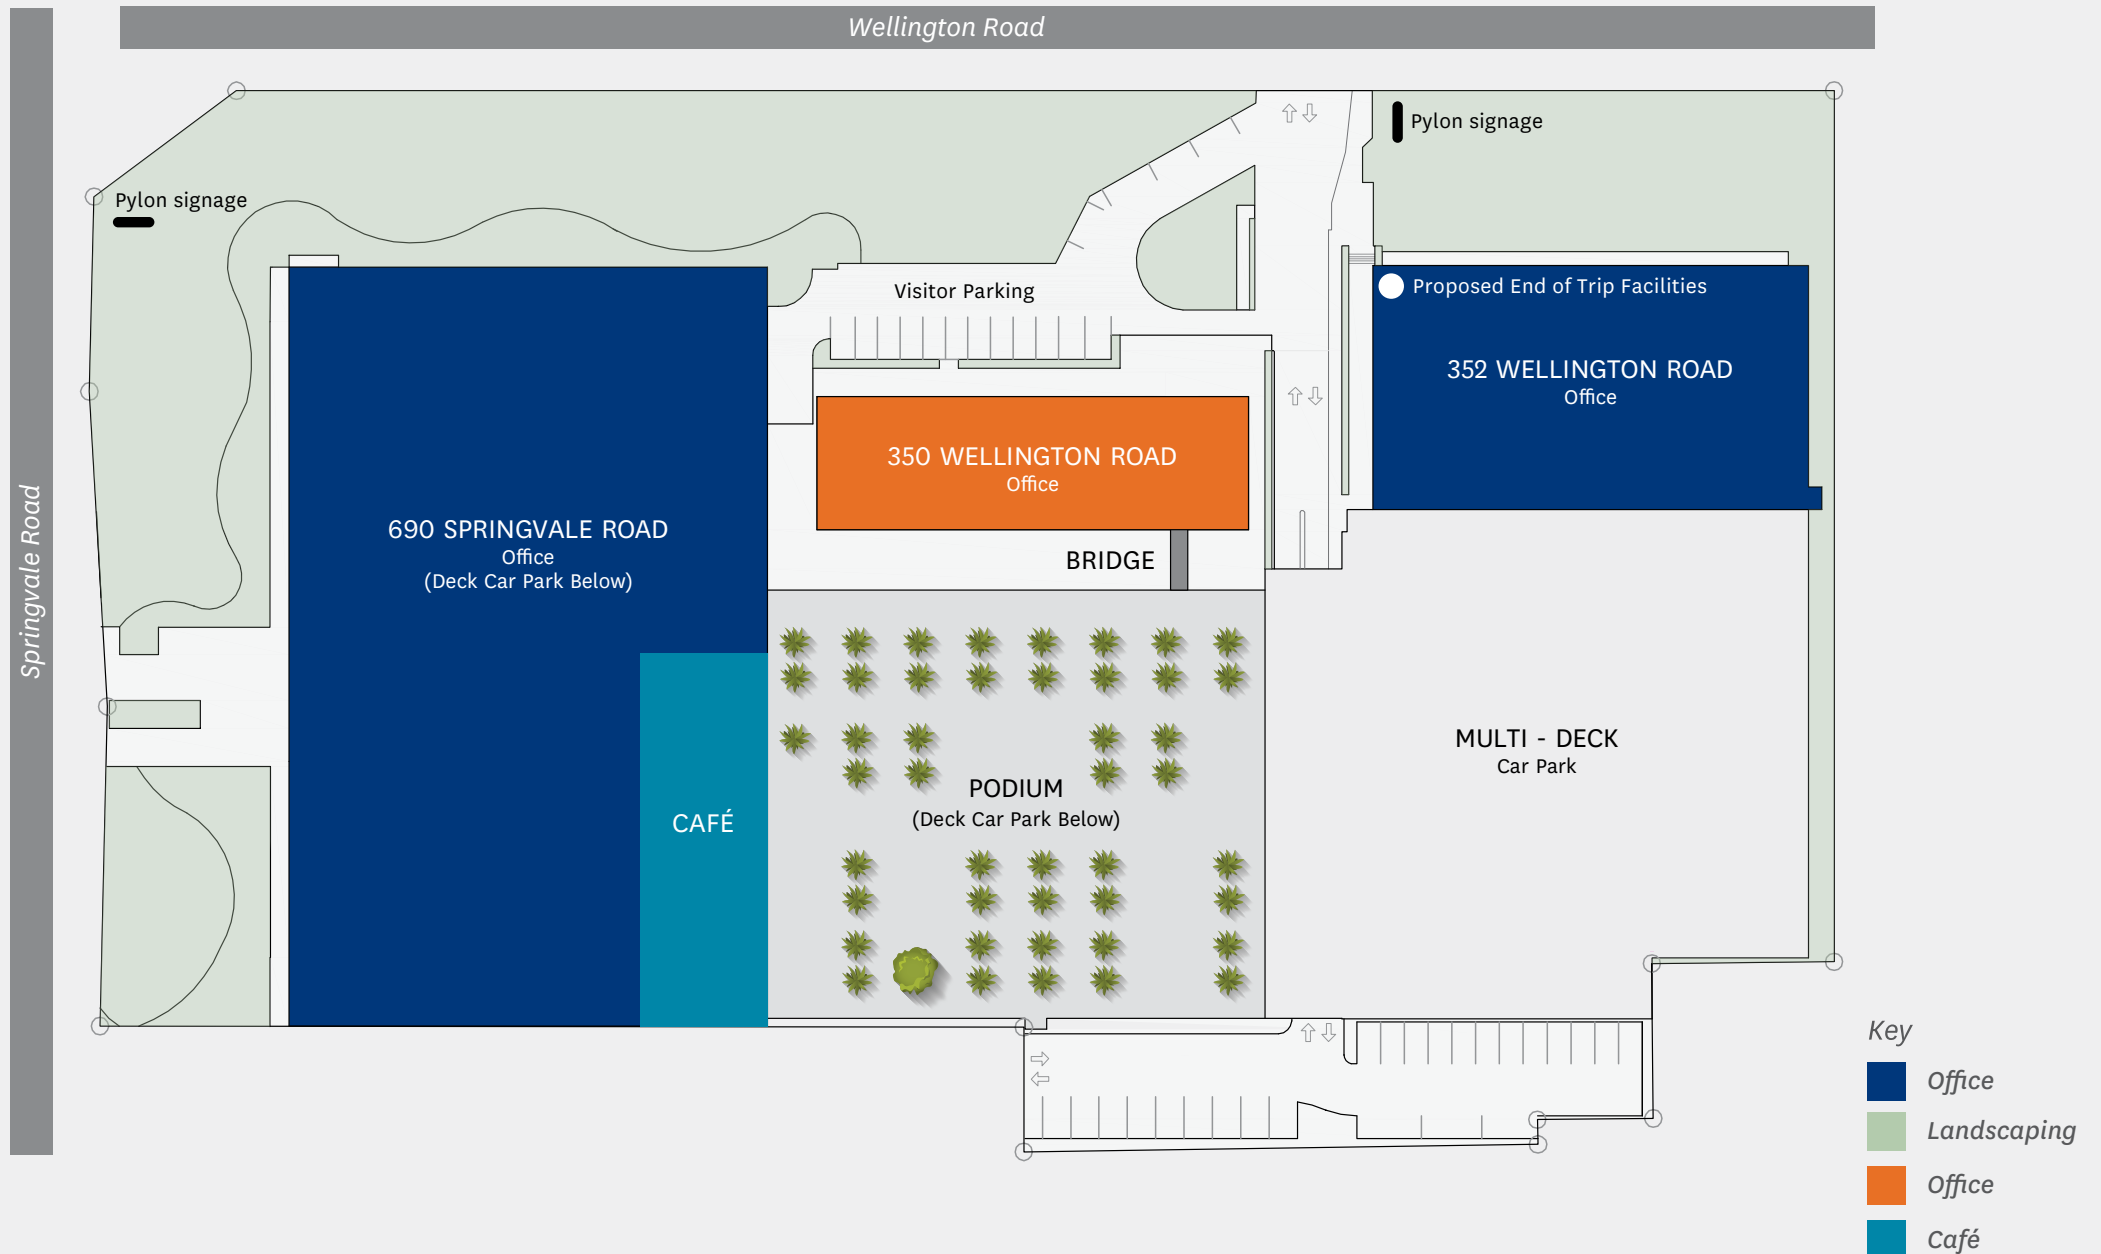 Wellington Road
Pylon signage
Pylon signage
Springvale Road
Visitor Parking
Proposed End of Trip Facilities
352 WELLINGTON ROAD
Office
350 WELLINGTON ROAD
Office
690 SPRINGVALE ROAD
Office
(Deck Car Park Below)
BRIDGE
MULTI - DECK
Car Park
PODIUM
(Deck Car Park Below)
CAFÉ
Key
Office
Landscaping
Office
Café